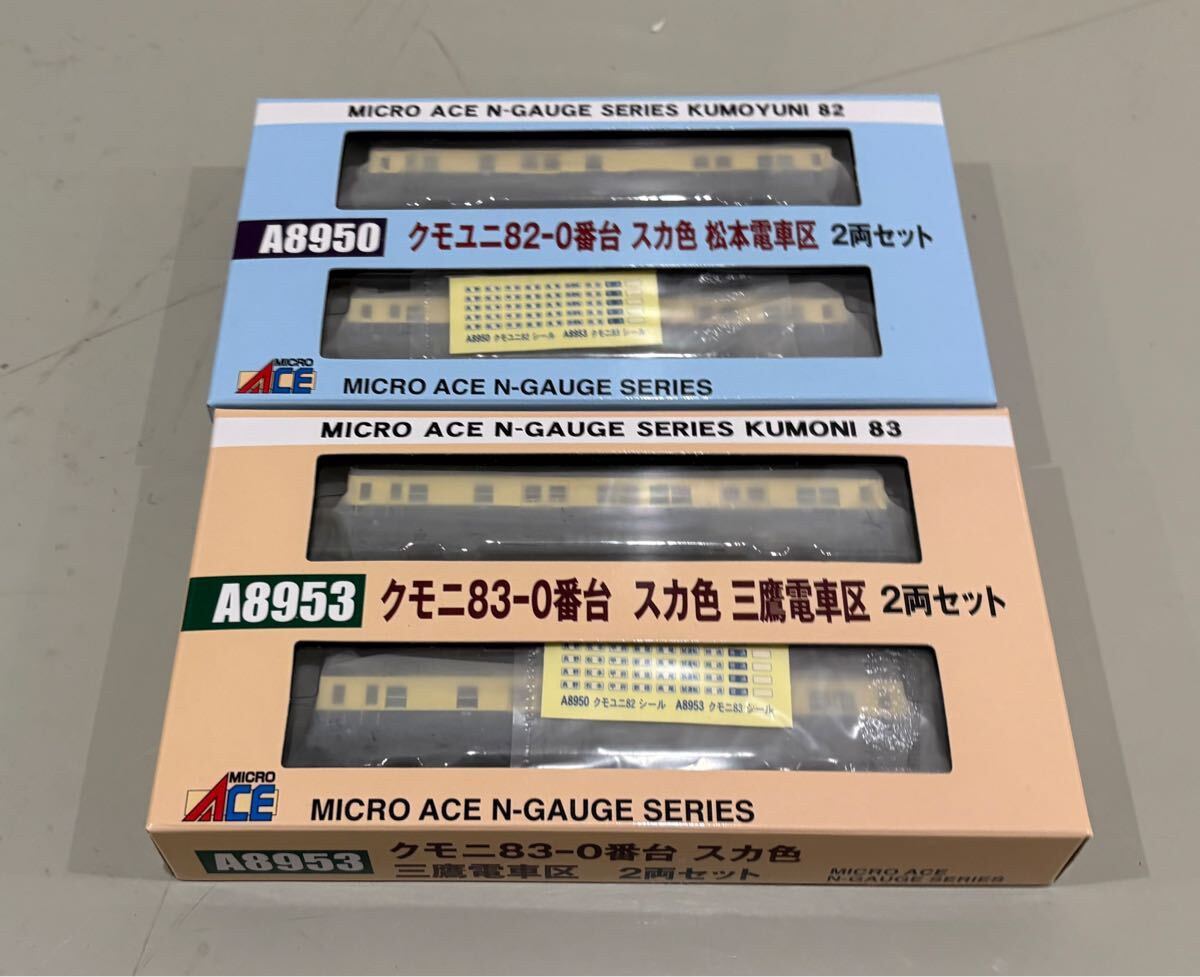 MICRO ACE N-GAUGE SERIES KUMOYUNI 82
A8950 クモユニ82-0番台 スカ色 松本電車区 2両セット
A8950 クモユニ82 シール A8953 クモニ83 シール
MICRO ACE
MICRO ACE N-GAUGE SERIES
MICRO ACE N-GAUGE SERIES KUMONI 83
A8953 クモニ83-0番台 スカ色 三鷹電車区 2両セット
A8950 クモユニ82 シール A8953 クモニ83 シール
MICRO ACE
MICRO ACE N-GAUGE SERIES
A8953 クモニ83-0番台 スカ色
三鷹電車区 2両セット
MICRO ACE
N-GAUGE SERIES